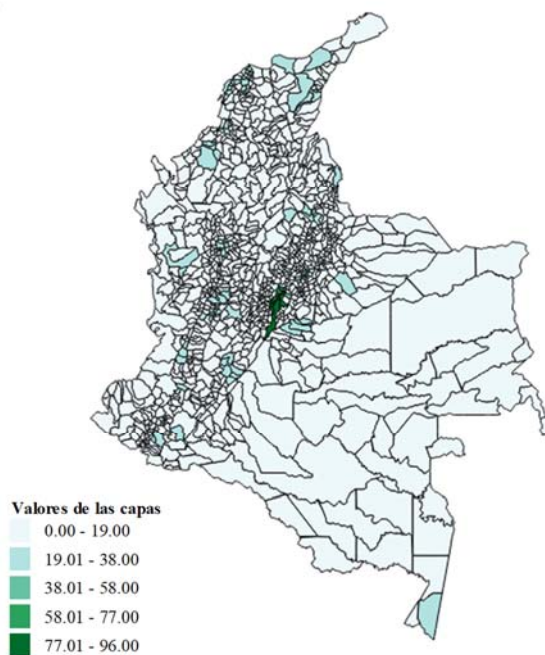 Valores de las capas
0.00 - 19.00
19.01 - 38.00
38.01 - 58.00
58.01 - 77.00
77.01 - 96.00